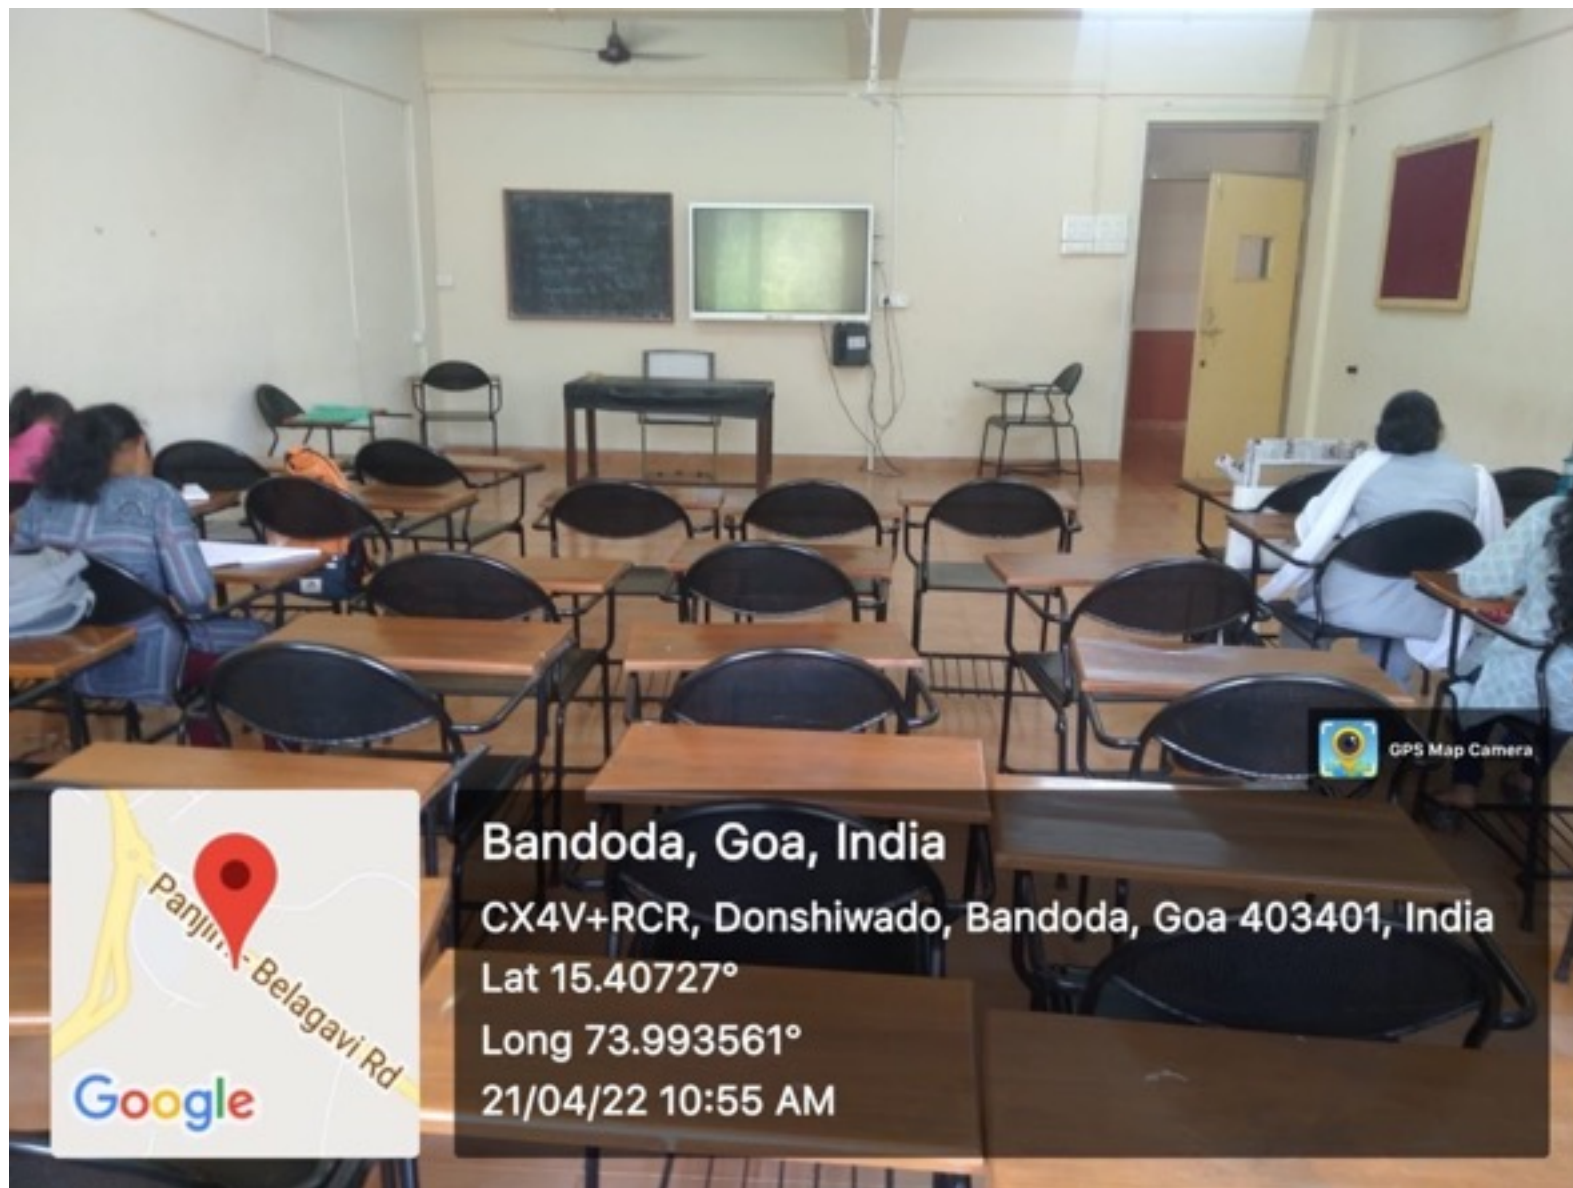 GPS Map Camera
Bandoda, Goa, India
CX4V+RCR, Donshiwado, Bandoda, Goa 403401, India
Lat 15.40727°
Long 73.993561°
21/04/22 10:55 AM
Belagavi Rd
Google